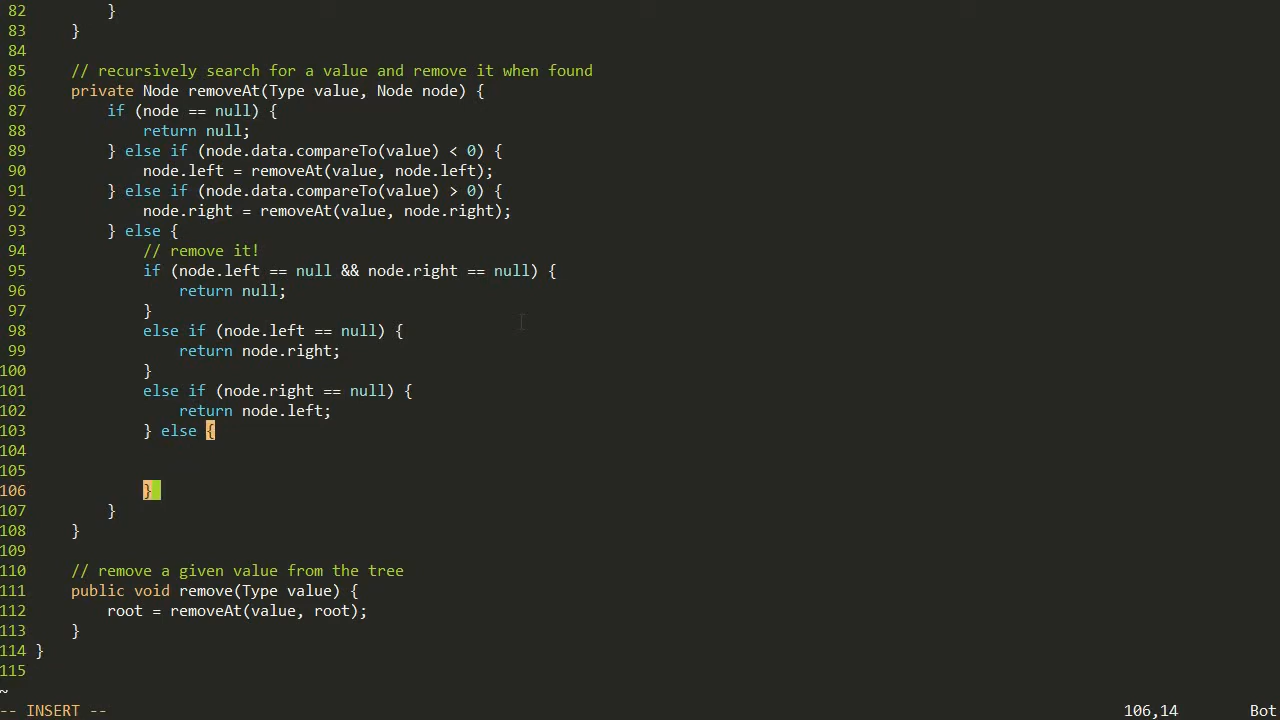 82         }
83     }
84
85     // recursively search for a value and remove it when found
86     private Node removeAt(Type value, Node node) {
87         if (node == null) {
88             return null;
89         } else if (node.data.compareTo(value) < 0) {
90             node.left = removeAt(value, node.left);
91         } else if (node.data.compareTo(value) > 0) {
92             node.right = removeAt(value, node.right);
93         } else {
94             // remove it!
95             if (node.left == null && node.right == null) {
96                 return null;
97             }
98             else if (node.left == null) {
99                 return node.right;
100             }
101             else if (node.right == null) {
102                 return node.left;
103             } else {
104
105
106             }
107         }
108     }
109
110     // remove a given value from the tree
111     public void remove(Type value) {
112         root = removeAt(value, root);
113     }
114 }
115
~
-- INSERT -- 106,14 Bot